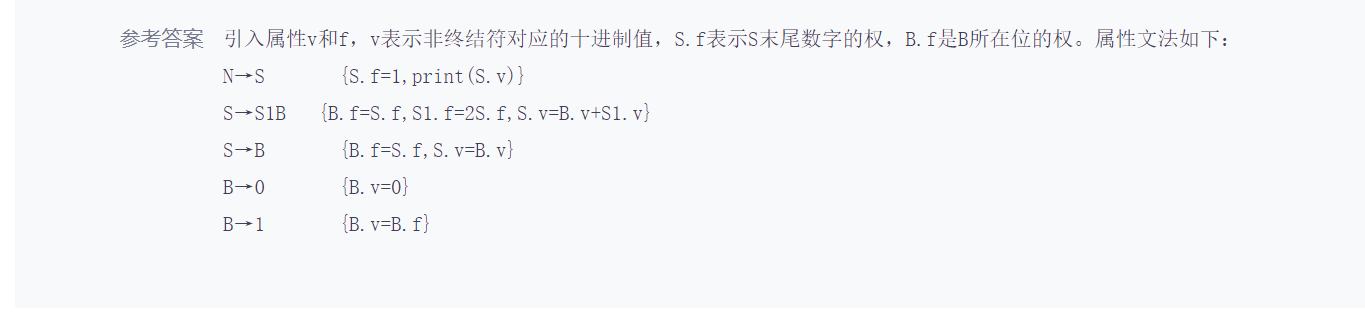 参考答案 引入属性v和f，v表示非终结符对应的十进制值，S.f表示S末尾数字的权，B.f是B所在位的权。属性文法如下：
N→S {S.f=1,print(S.v)}
S→S1B {B.f=S.f,S1.f=2S.f,S.v=B.v+S1.v}
S→B {B.f=S.f,S.v=B.v}
B→0 {B.v=0}
B→1 {B.v=B.f}